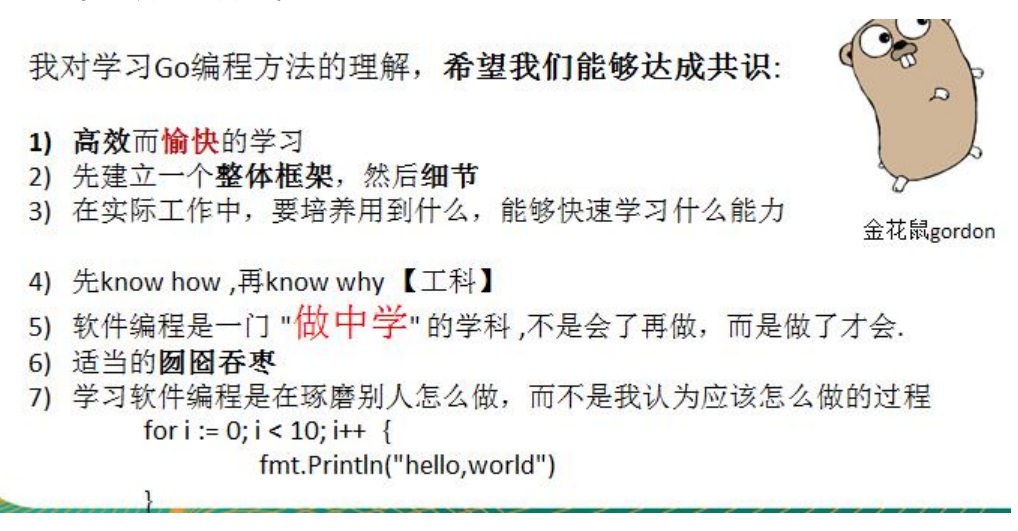 我对学习Go编程方法的理解，希望我们能够达成共识:
1) 高效而愉快的学习
2) 先建立一个整体框架，然后细节
3) 在实际工作中，要培养用到什么，能够快速学习什么能力
金花鼠gordon
4) 先know how ,再know why 【工科】
5) 软件编程是一门 "做中学" 的学科 ,不是会了再做，而是做了才会.
6) 适当的囫囵吞枣
7) 学习软件编程是在琢磨别人怎么做，而不是我认为应该怎么做的过程
for i := 0; i < 10; i++ {
fmt.Println("hello,world")
}